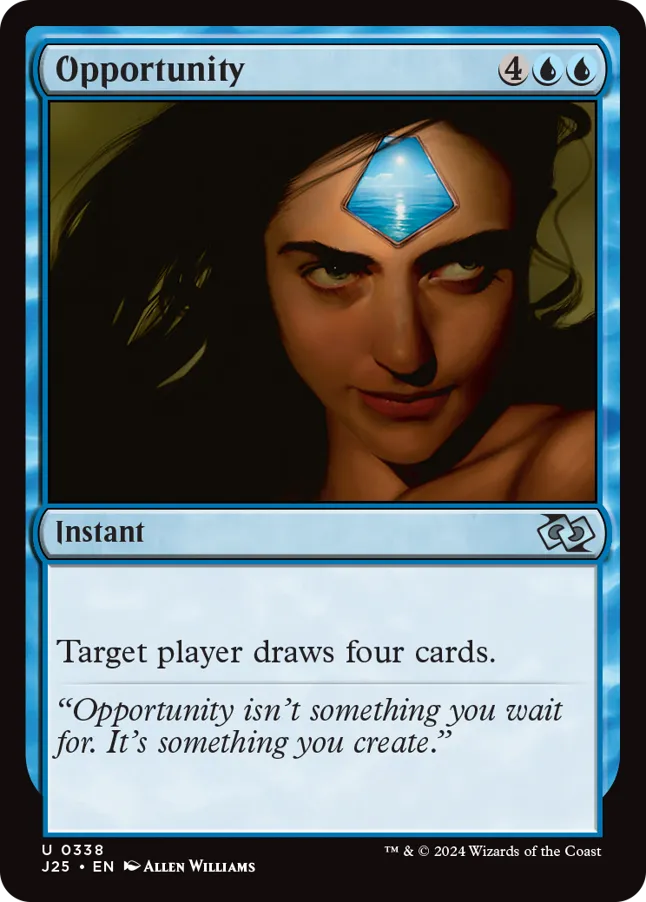 Opportunity 4
Instant
Target player draws four cards.
“Opportunity isn’t something you wait
for. It’s something you create.”
U 0338
J25 • EN ALLEN WILLIAMS
™ & © 2024 Wizards of the Coast